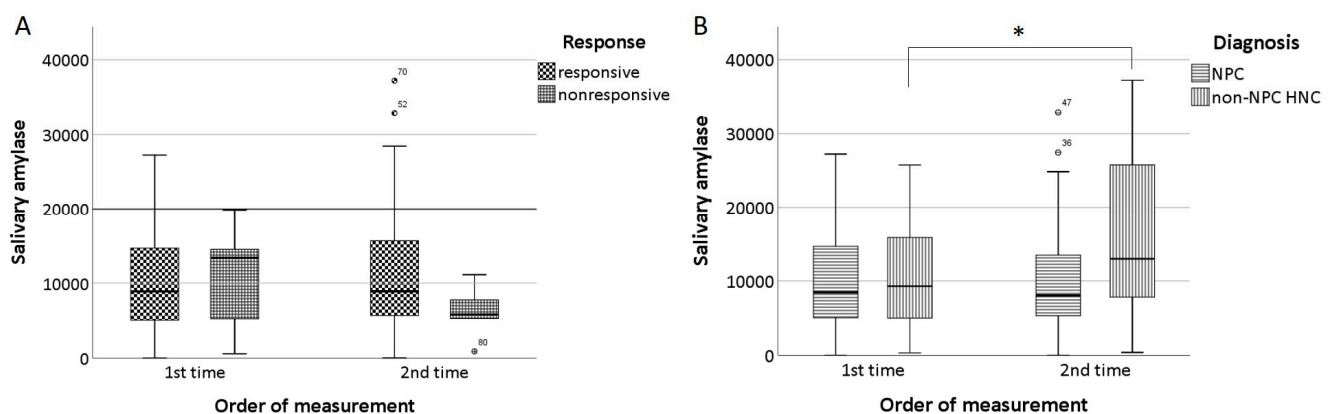 A
Response
responsive
nonresponsive
Salivary amylase
40000
30000
20000
10000
0
70
52
80
1st time
2nd time
Order of measurement
B
*
Diagnosis
NPC
non-NPC HNC
Salivary amylase
40000
30000
20000
10000
0
47
36
1st time
2nd time
Order of measurement